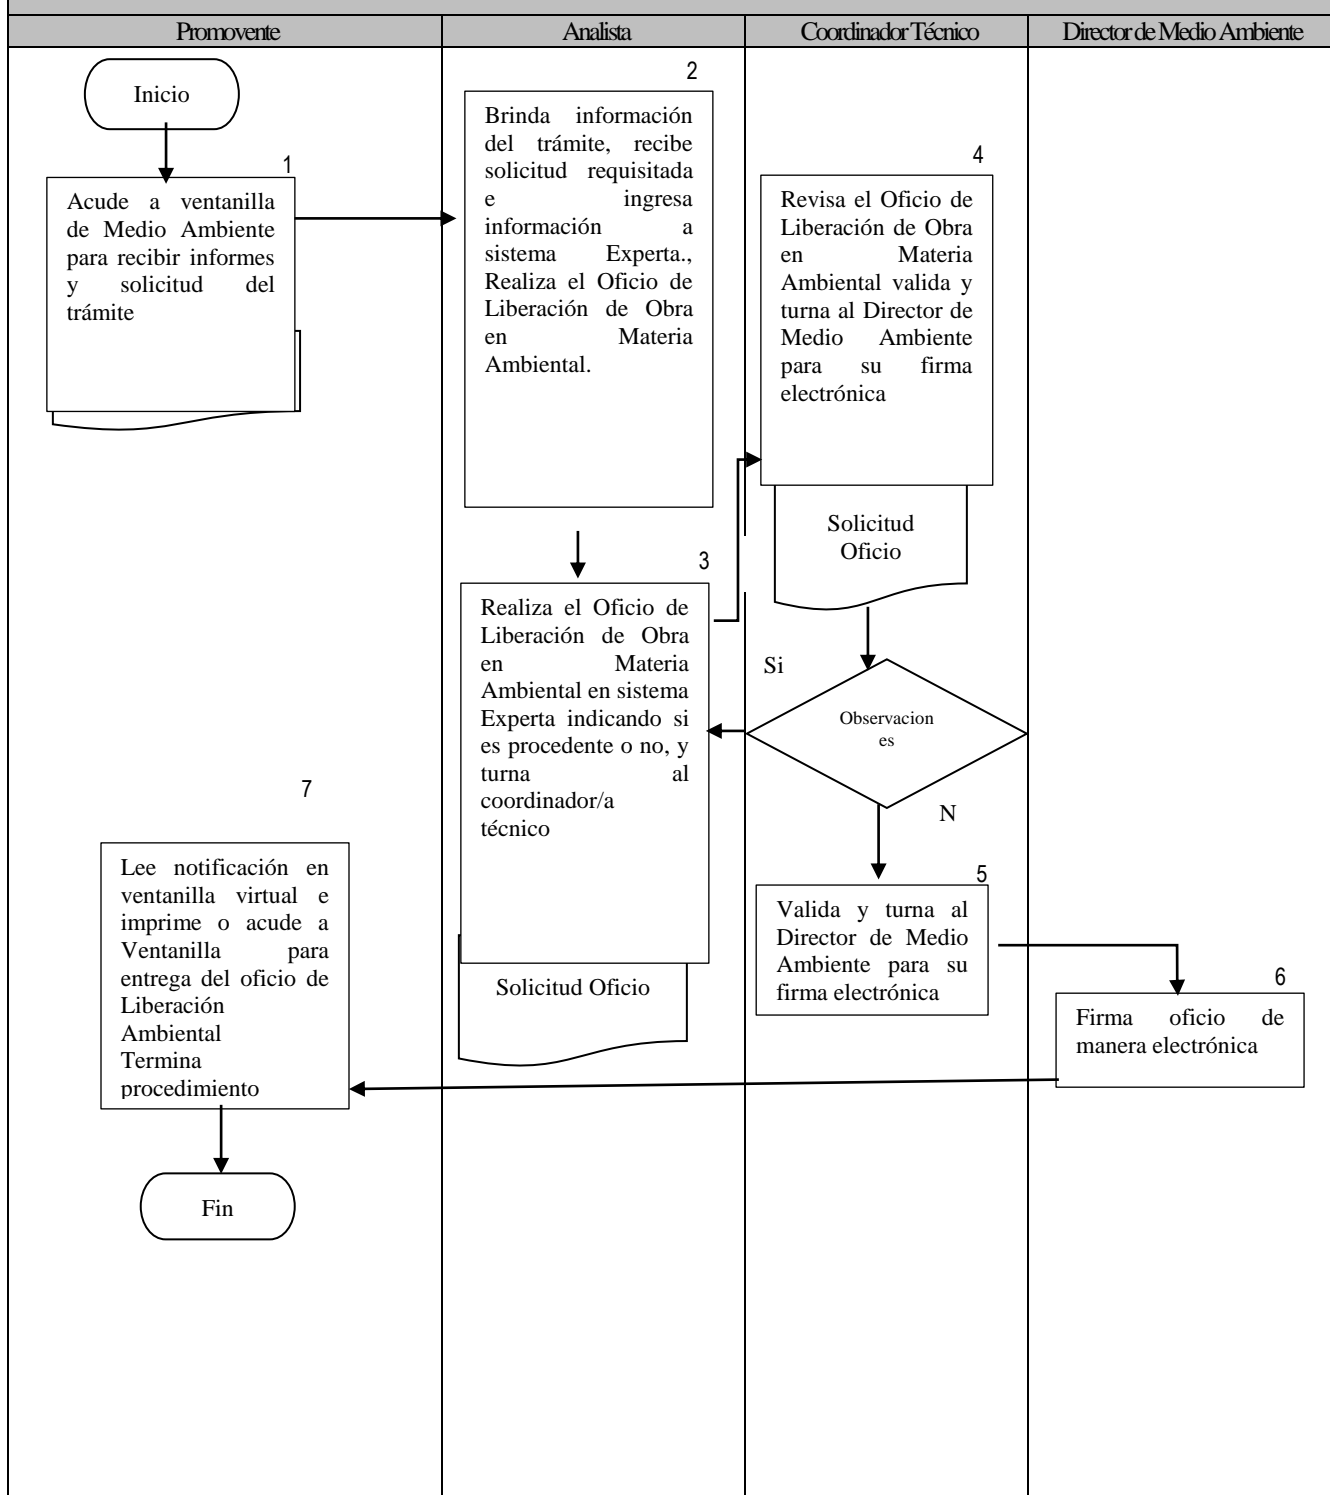 Promovente
Analista
Coordinador Técnico
Director de Medio Ambiente
Inicio
1
Acude a ventanilla
de Medio Ambiente
para recibir informes
y solicitud del
trámite
2
Brinda información
del trámite, recibe
solicitud requisitada
e ingresa
información a
sistema Experta.,
Realiza el Oficio de
Liberación de Obra
en Materia
Ambiental.
3
Realiza el Oficio de
Liberación de Obra
en Materia
Ambiental en sistema
Experta indicando si
es procedente o no, y
turna al
coordinador/a
técnico
Solicitud Oficio
4
Revisa el Oficio de
Liberación de Obra
en Materia
Ambiental valida y
turna al Director de
Medio Ambiente
para su firma
electrónica
Solicitud
Oficio
Si
Observacion
es
N
5
Valida y turna al
Director de Medio
Ambiente para su
firma electrónica
6
Firma oficio de
manera electrónica
7
Lee notificación en
ventanilla virtual e
imprime o acude a
Ventanilla para
entrega del oficio de
Liberación
Ambiental
Termina
procedimiento
Fin